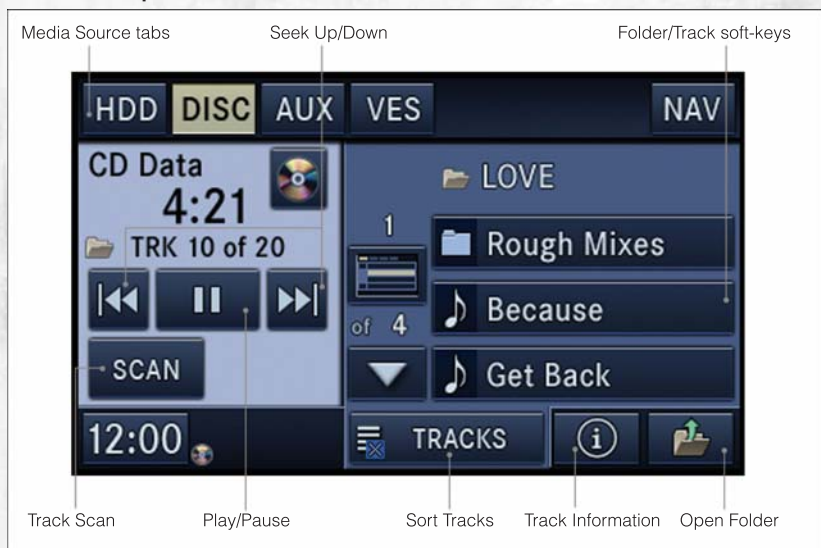 Media Source tabs
Seek Up/Down
Folder/Track soft-keys
HDD DISC AUX VES NAV
CD Data
4:21
TRK 10 of 20
SCAN
12:00
LOVE
1
of 4
Rough Mixes
Because
Get Back
TRACKS
i
Track Scan
Play/Pause
Sort Tracks
Track Information
Open Folder